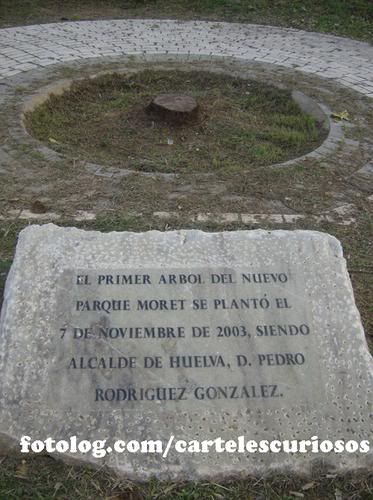 EL PRIMER ARBOL DEL NUEVO
PARQUE MORET SE PLANTÓ EL
7 DE NOVIEMBRE DE 2003, SIENDO
ALCALDE DE HUELVA, D. PEDRO
RODRIGUEZ GONZALEZ.
fotolog.com/cartelescuriosos